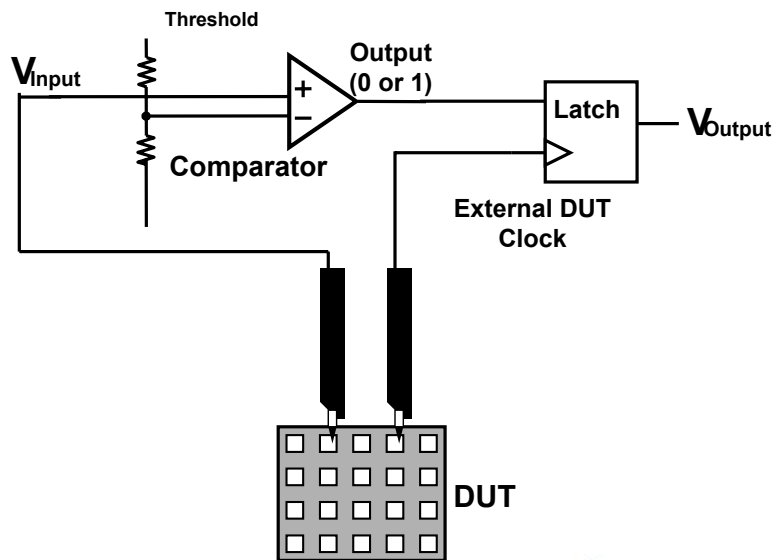 Threshold
VInput
Output
(0 or 1)
+
−
Comparator
Latch
VOutput
External DUT
Clock
DUT